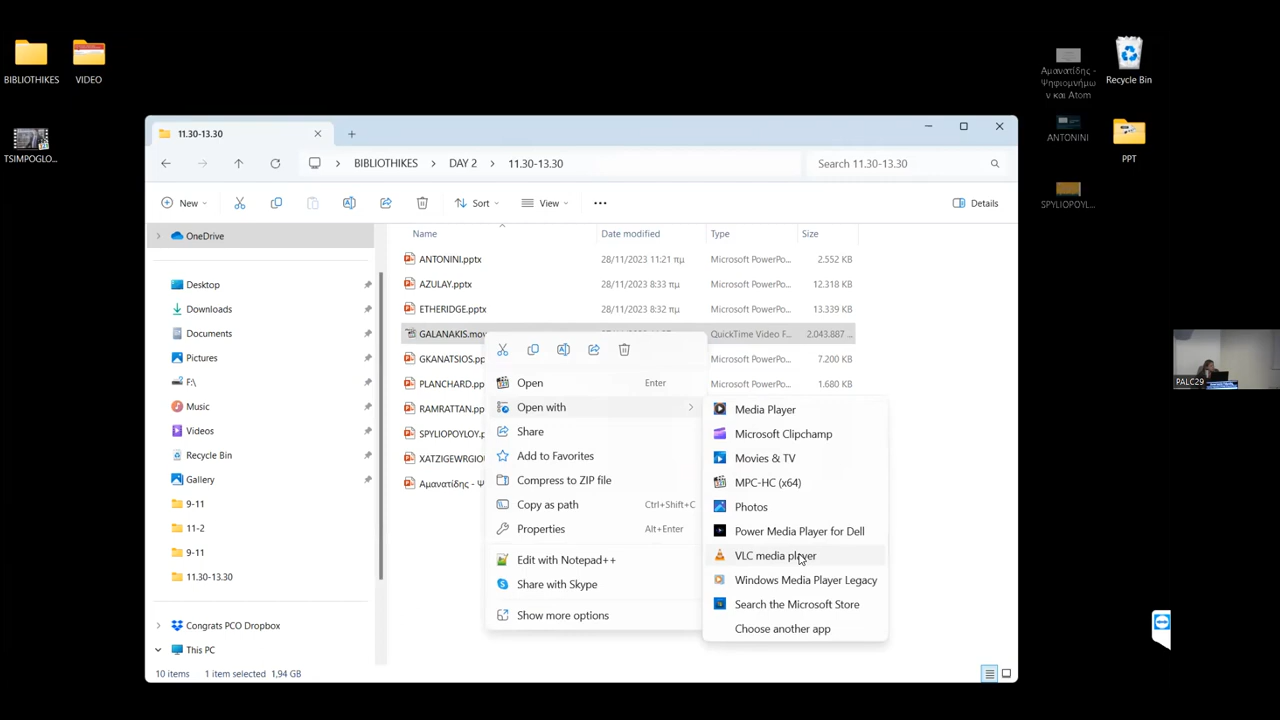 BIBLIOTHIKES
VIDEO
TSIMPOGLO...
Αμανατίδης -
Ψηφιομνήμω
ν και Atom
ANTONINI
SPYLIOPOYL...
Recycle Bin
PPT
PALC29
11.30-13.30
BIBLIOTHIKES
DAY 2
11.30-13.30
Search 11.30-13.30
New
Sort
View
Details
OneDrive
Desktop
Downloads
Documents
Pictures
F:\
Music
Videos
Recycle Bin
Gallery
9-11
11-2
9-11
11.30-13.30
Congrats PCO Dropbox
This PC
Name
Date modified
Type
Size
ANTONINI.pptx 28/11/2023 11:21 πμ Microsoft PowerPo... 2.552 KB
AZULAY.pptx 28/11/2023 8:33 πμ Microsoft PowerPo... 12.318 KB
ETHERIDGE.pptx 28/11/2023 8:32 πμ Microsoft PowerPo... 13.339 KB
GALANAKIS.mov QuickTime Video F... 2.043.887 ...
GKANATSIOS.pp Microsoft PowerPo... 7.200 KB
PLANCHARD.pp Microsoft PowerPo... 1.680 KB
RAMRATTAN.pp
SPYLIOPOYLOY.p
XATZIGEWRGIOU
Αμανατίδης - Ψ
Open Enter
Open with
Share
Add to Favorites
Compress to ZIP file
Copy as path Ctrl+Shift+C
Properties Alt+Enter
Edit with Notepad++
Share with Skype
Show more options
Media Player
Microsoft Clipchamp
Movies & TV
MPC-HC (x64)
Photos
Power Media Player for Dell
VLC media player
Windows Media Player Legacy
Search the Microsoft Store
Choose another app
10 items
1 item selected 1,94 GB